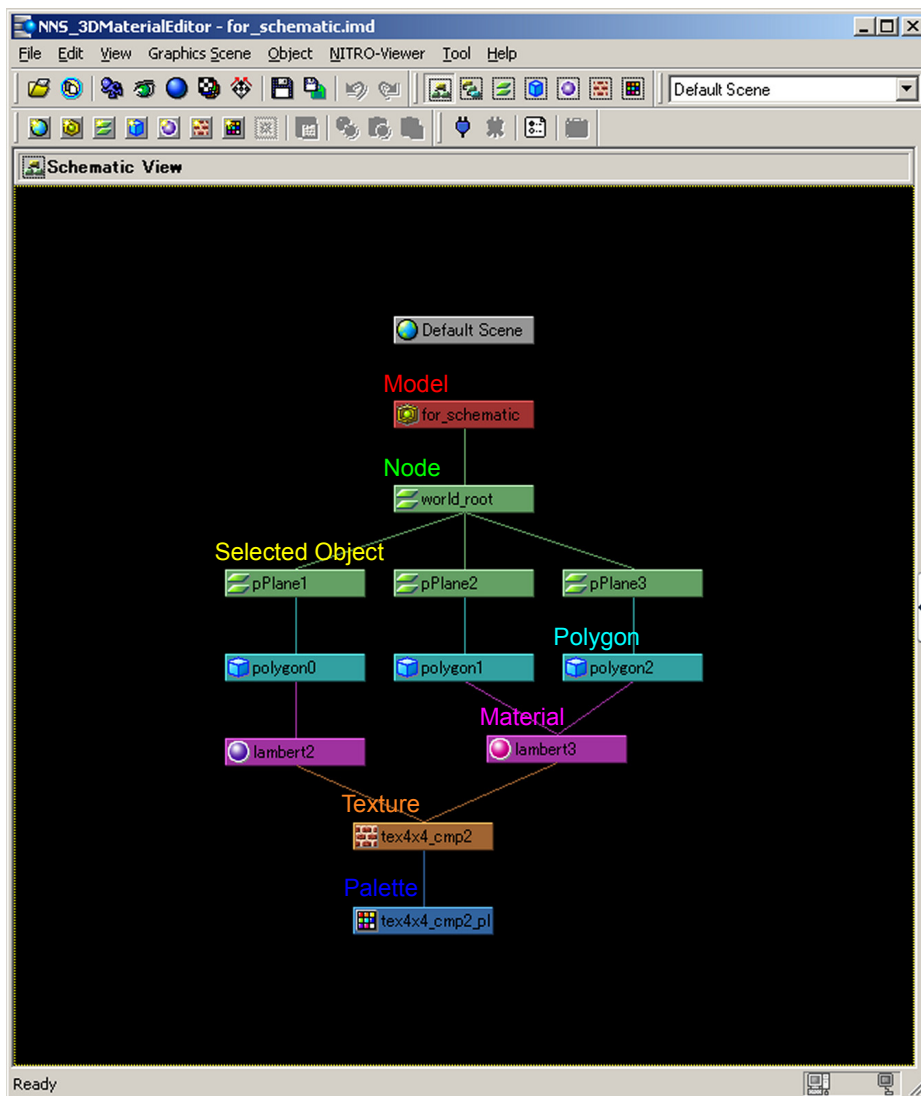 NNS_3DMaterialEditor - for_schematic.imd
File Edit View Graphics Scene Object NITRO-Viewer Tool Help
Default Scene
Schematic View
Default Scene
Model
for_schematic
Node
world_root
Selected Object
pPlane1 pPlane2 pPlane3
Polygon
polygon0 polygon1 polygon2
Material
lambert2 lambert3
Texture
tex4x4_cmp2
Palette
tex4x4_cmp2_pl
Ready